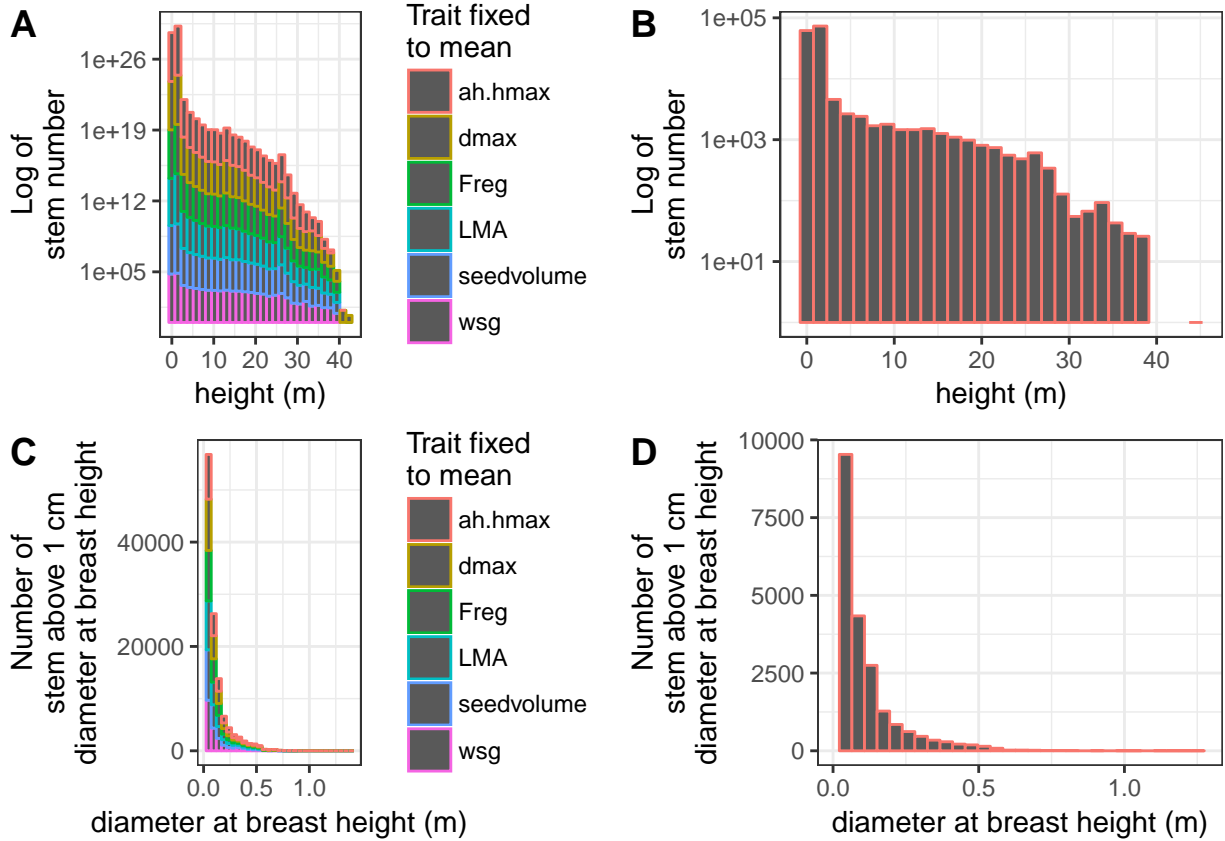 A
Log of
stem number
1e+26
1e+19
1e+12
1e+05
0 10 20 30 40
height (m)
Trait fixed
to mean
ah.hmax
dmax
Freg
LMA
seedvolume
wsg
B
Log of
stem number
1e+05
1e+03
1e+01
0 10 20 30 40
height (m)
C
Number of
stem above 1 cm
diameter at breast height
40000
20000
0
0.0 0.5 1.0
diameter at breast height (m)
Trait fixed
to mean
ah.hmax
dmax
Freg
LMA
seedvolume
wsg
D
Number of
stem above 1 cm
diameter at breast height
10000
7500
5000
2500
0
0.0 0.5 1.0
diameter at breast height (m)